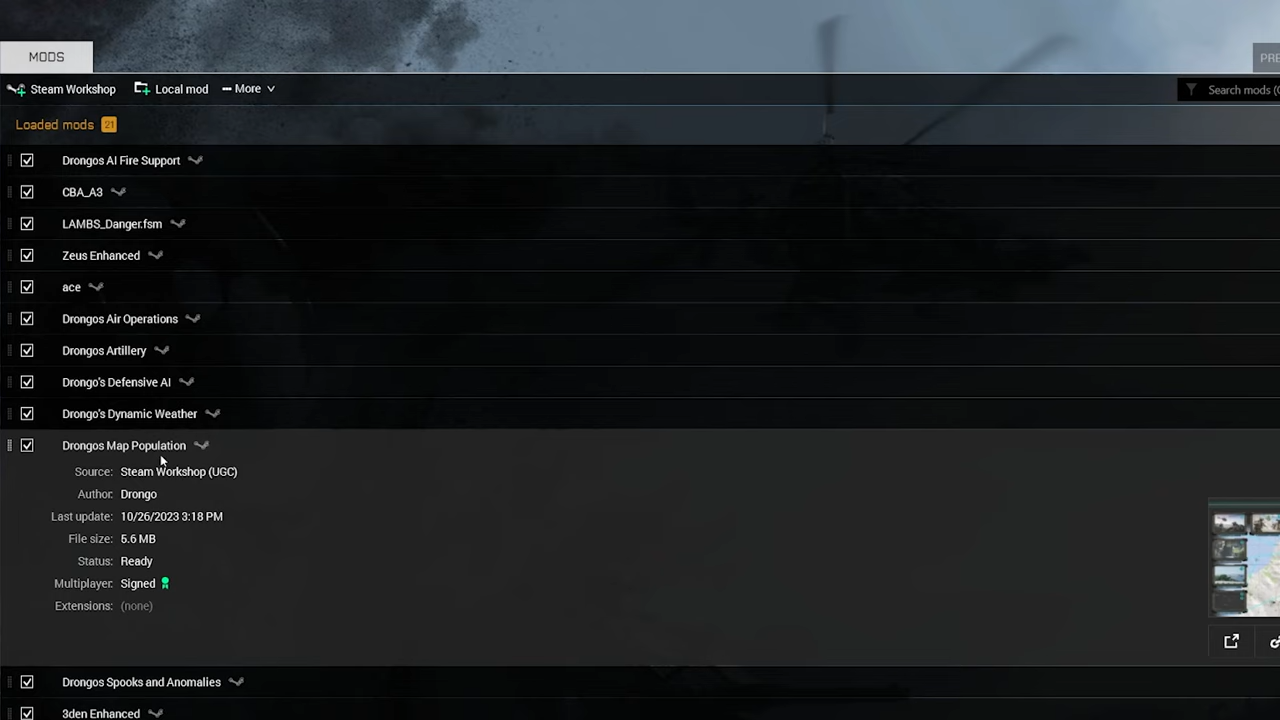 MODS
PRE
Steam Workshop Local mod ••• More
Search mods (C
Loaded mods 21
Drongos AI Fire Support
CBA_A3
LAMBS_Danger.fsm
Zeus Enhanced
ace
Drongos Air Operations
Drongos Artillery
Drongo's Defensive AI
Drongo's Dynamic Weather
Drongos Map Population
Source: Steam Workshop (UGC)
Author: Drongo
Last update: 10/26/2023 3:18 PM
File size: 5.6 MB
Status: Ready
Multiplayer: Signed
Extensions: (none)
Drongos Spooks and Anomalies
3den Enhanced